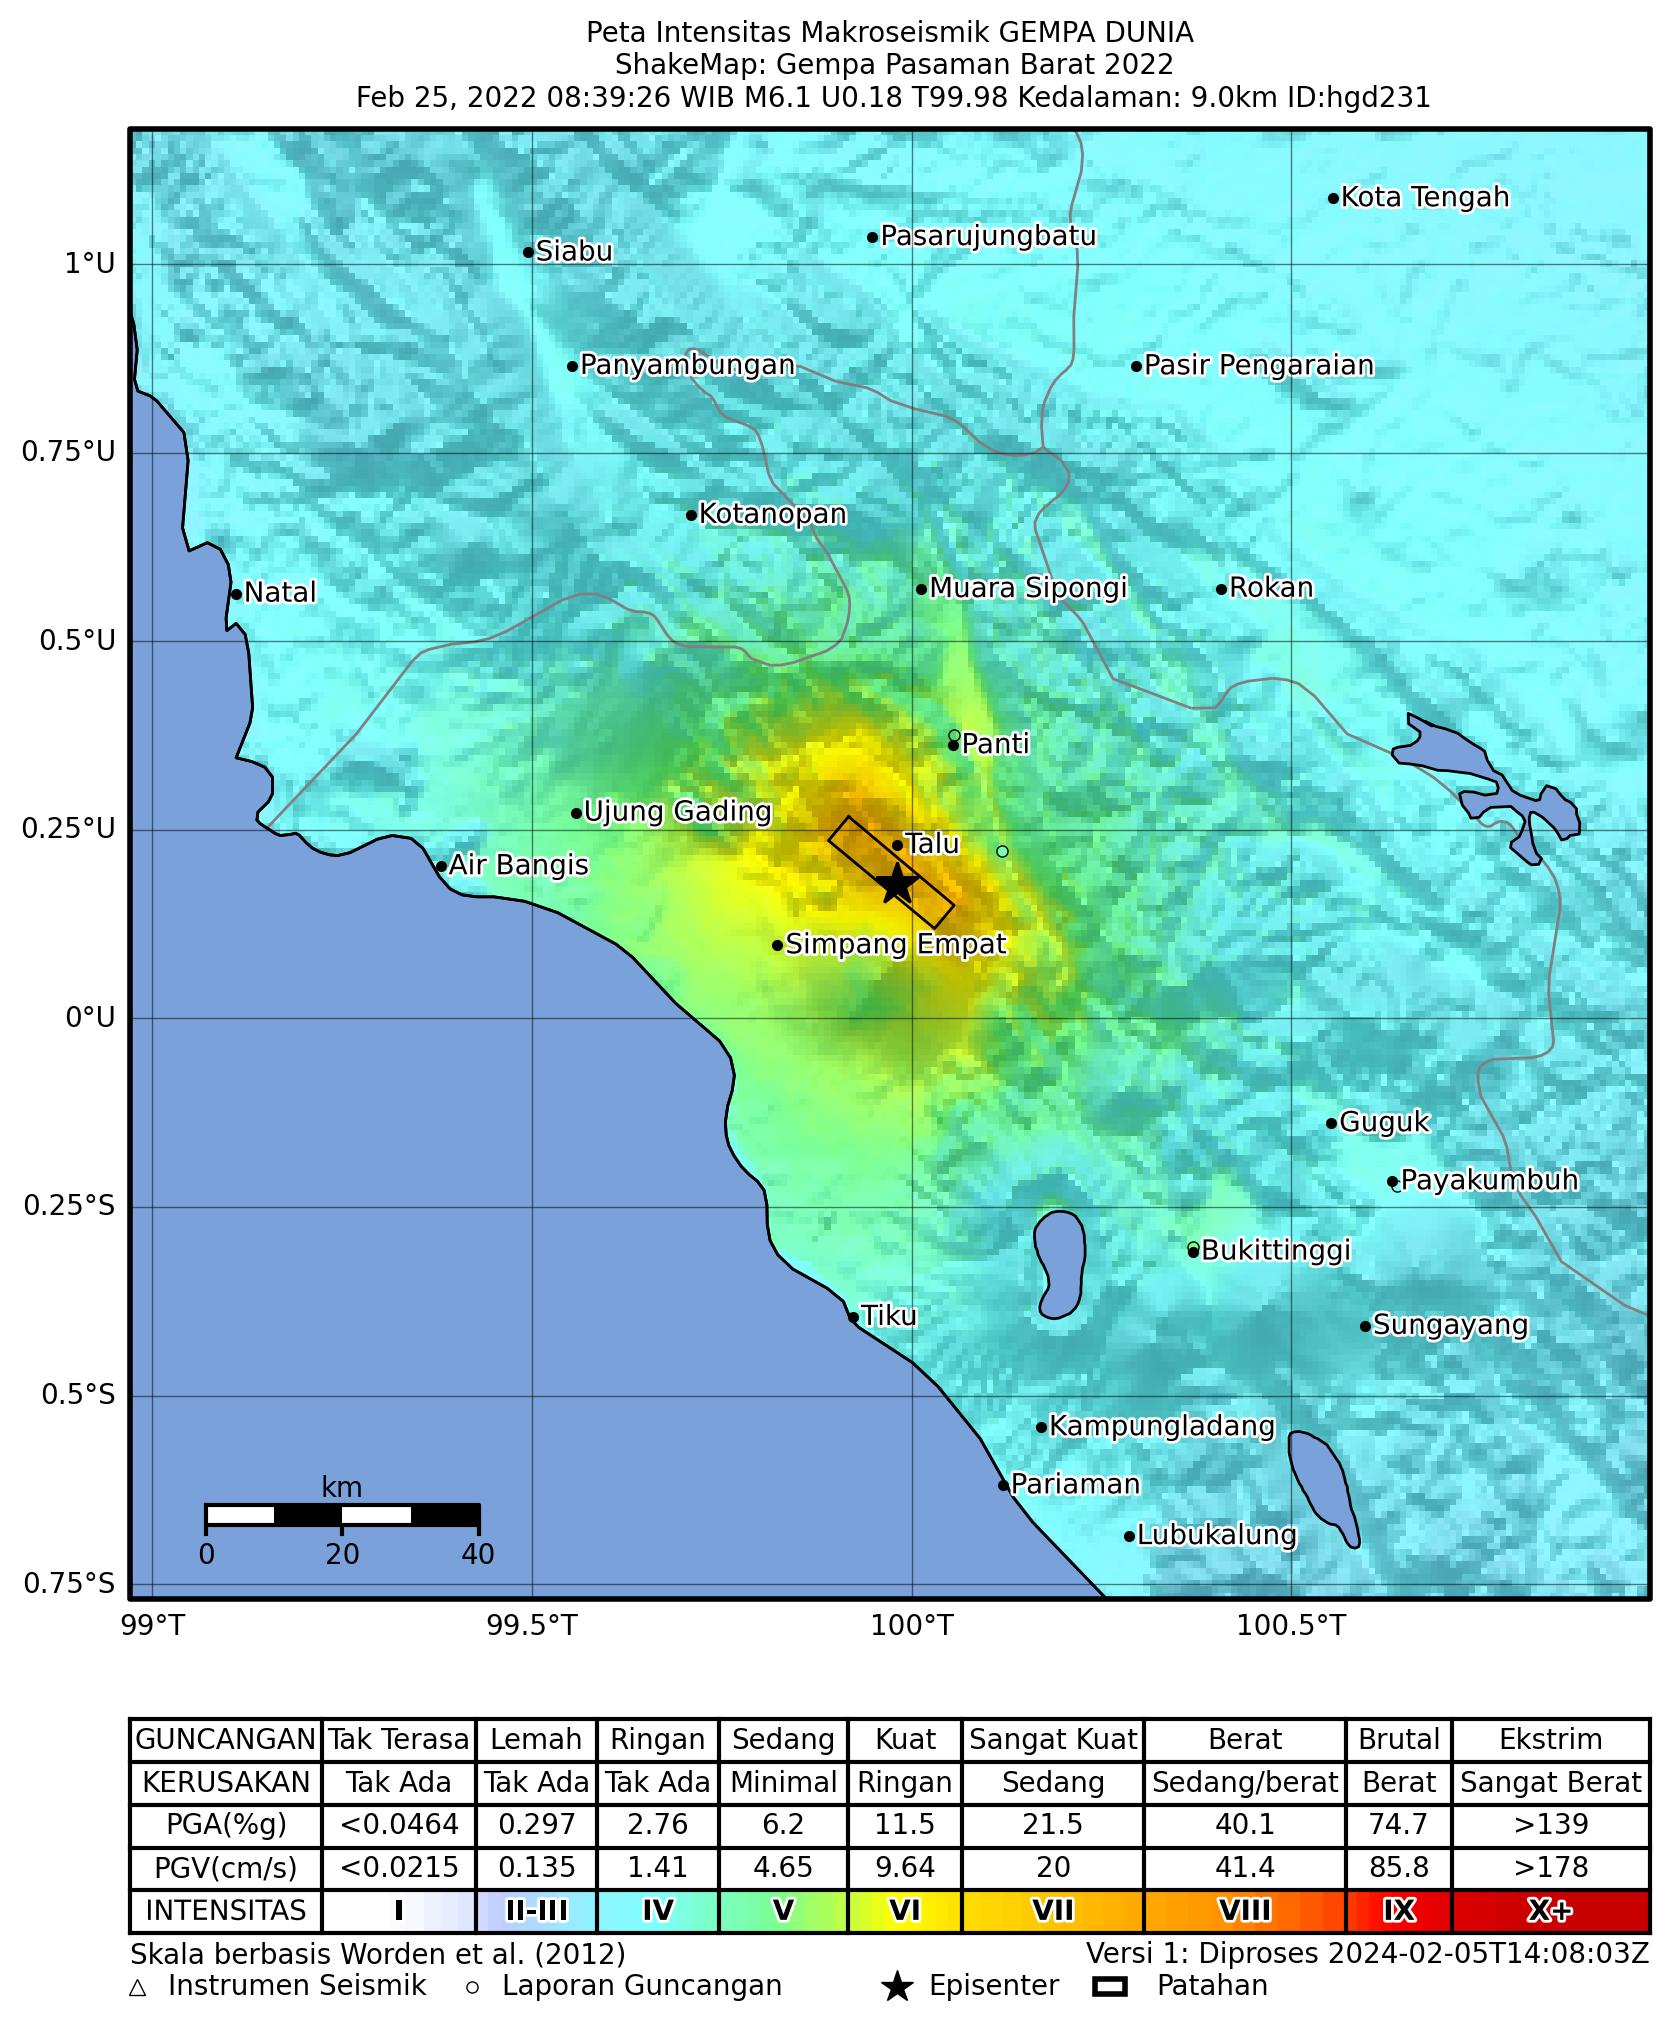 Peta Intensitas Makroseismik GEMPA DUNIA
ShakeMap: Gempa Pasaman Barat 2022
Feb 25, 2022 08:39:26 WIB M6.1 U0.18 T99.98 Kedalaman: 9.0km ID:hgd231
Kota Tengah
Pasarujungbatu
Siabu
1°U
Panyambungan
Pasir Pengaraian
0.75°U
Kotanopan
Natal
Muara Sipongi
Rokan
0.5°U
Panti
Ujung Gading
0.25°U
Talu
Air Bangis
Simpang Empat
0°U
Guguk
Payakumbuh
0.25°S
Bukittinggi
Tiku
Sungayang
0.5°S
Kampungladang
Pariaman
km
Lubukalung
0 20 40
0.75°S
99°T 99.5°T 100°T 100.5°T
GUNCANGAN Tak Terasa Lemah Ringan Sedang Kuat Sangat Kuat Berat Brutal Ekstrim
KERUSAKAN Tak Ada Tak Ada Tak Ada Minimal Ringan Sedang Sedang/berat Berat Sangat Berat
PGA(%g) <0.0464 0.297 2.76 6.2 11.5 21.5 40.1 74.7 >139
PGV(cm/s) <0.0215 0.135 1.41 4.65 9.64 20 41.4 85.8 >178
INTENSITAS I II-III IV V VI VII VIII IX X+
Skala berbasis Worden et al. (2012) Versi 1: Diproses 2024-02-05T14:08:03Z
Instrumen Seismik Laporan Guncangan Episenter Patahan